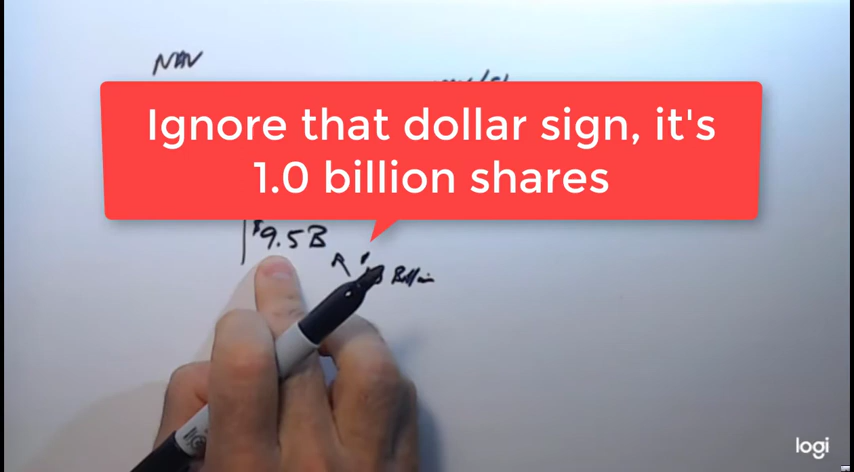 NAV
Ignore that dollar sign, it's
1.0 billion shares
$9.5B
Billion
logi